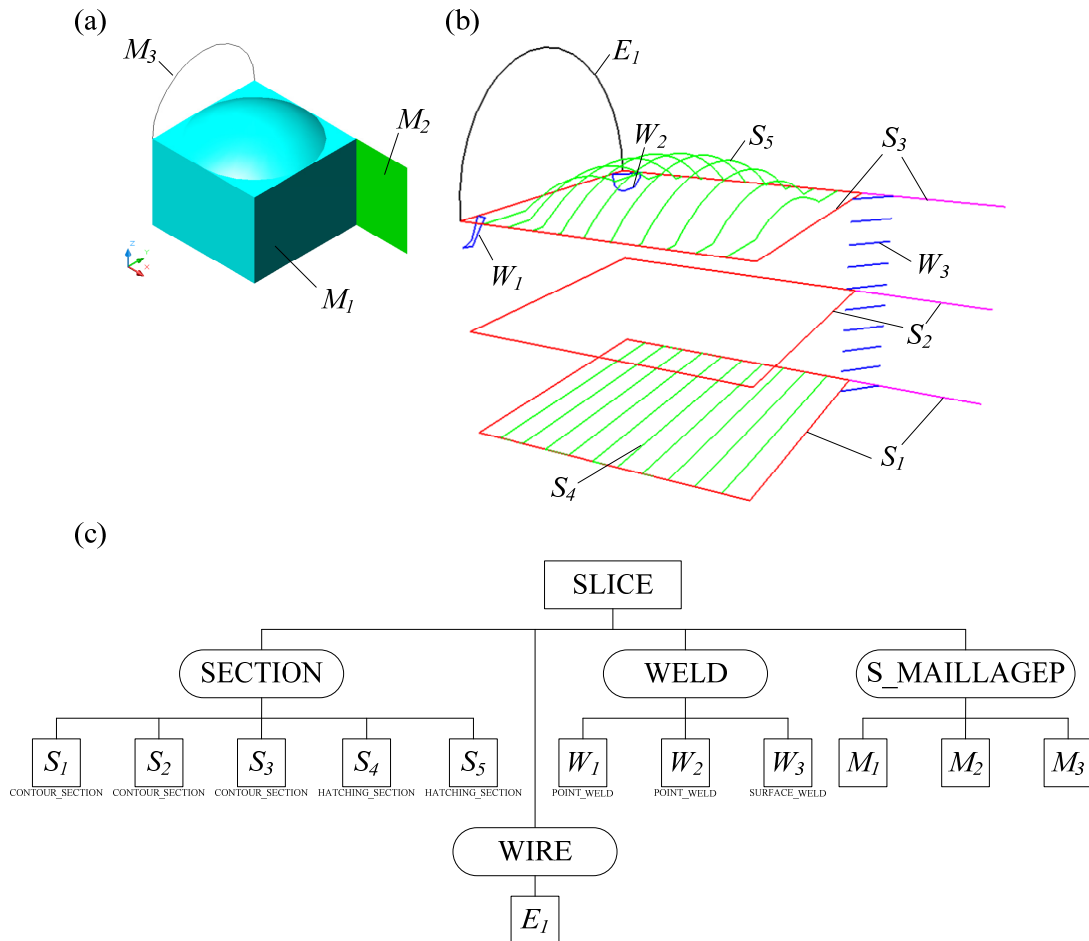 (a)
M3
M2
M1
Z
Y
X
(b)
E1
W2
S5
S3
W1
W3
S2
S4
S1
(c)
SLICE
SECTION
WELD
S_MAILLAGEP
S1 S2 S3 S4 S5 W1 W2 W3 M1 M2 M3
CONTOUR_SECTION CONTOUR_SECTION CONTOUR_SECTION HATCHING_SECTION HATCHING_SECTION POINT_WELD POINT_WELD SURFACE_WELD
WIRE
E1